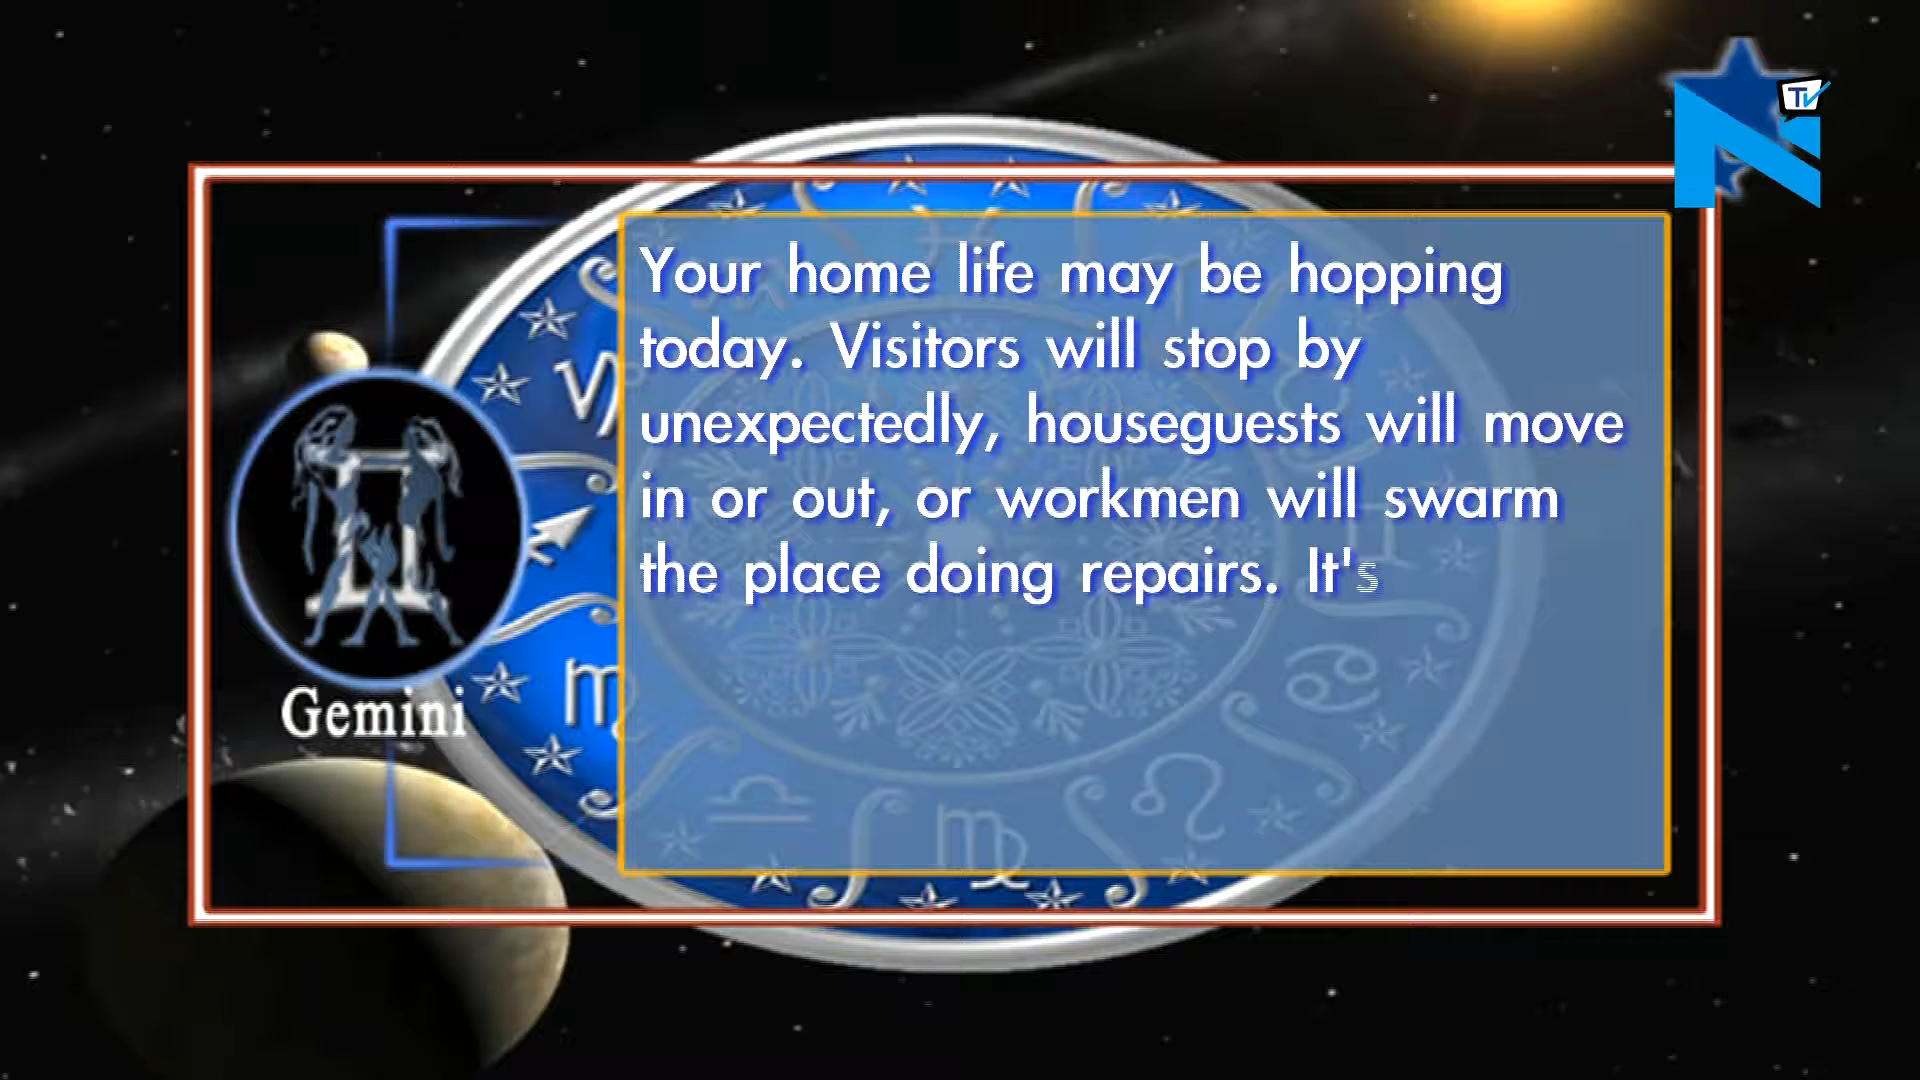 TV
Your home life may be hopping
today. Visitors will stop by
unexpectedly, houseguests will move
in or out, or workmen will swarm
the place doing repairs. It's
Gemini